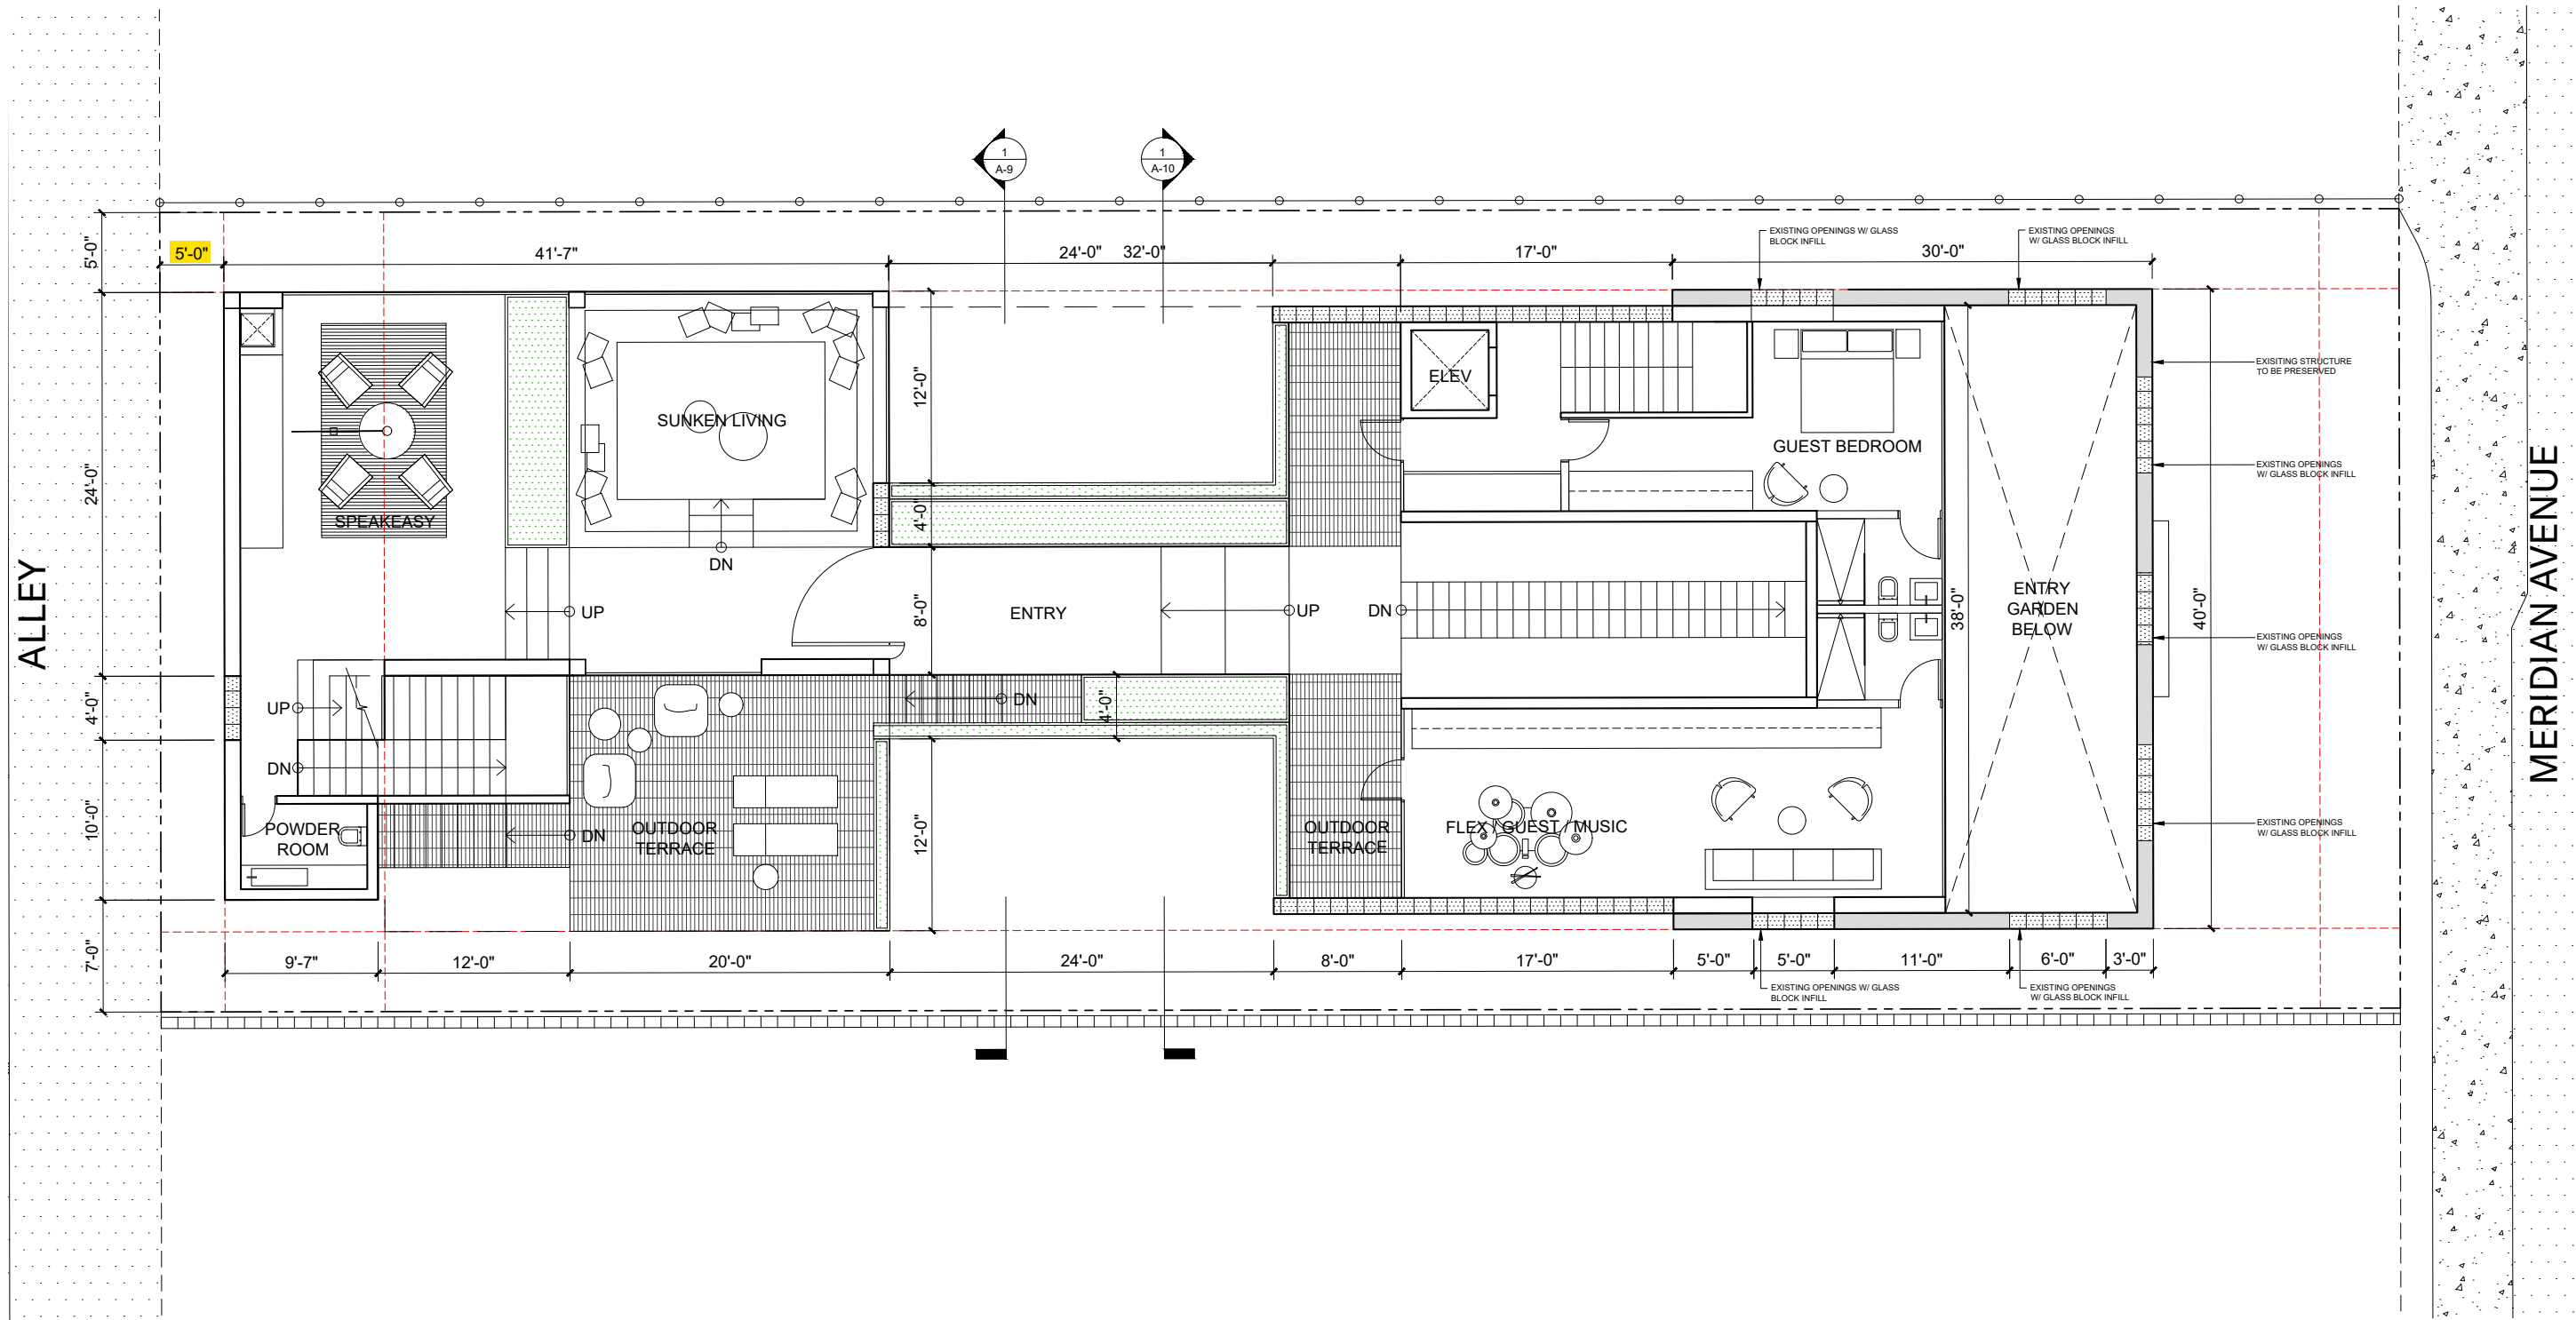 1
A-9
1
A-10
EXISTING OPENINGS W/ GLASS
BLOCK INFILL
EXISTING OPENINGS
W/ GLASS BLOCK INFILL
5'-0"
5'-0"
41'-7"
24'-0"
32'-0"
17'-0"
30'-0"
EXISITING STRUCTURE
TO BE PRESERVED
ELEV
12'-0"
SUNKEN LIVING
GUEST BEDROOM
EXISTING OPENINGS
W/ GLASS BLOCK INFILL
24'-0"
SPEAKEASY
4'-0"
DN
ALLEY
UP
8'-0"
ENTRY
UP
DN
38'-0"
ENTRY
GARDEN
BELOW
40'-0"
MERIDIAN AVENUE
EXISTING OPENINGS
W/ GLASS BLOCK INFILL
4'-0"
UP
DN
4'-0"
DN
10'-0"
POWDER
ROOM
DN
OUTDOOR
TERRACE
12'-0"
OUTDOOR
TERRACE
FLEX / GUEST / MUSIC
EXISTING OPENINGS
W/ GLASS BLOCK INFILL
7'-0"
9'-7"
12'-0"
20'-0"
24'-0"
8'-0"
17'-0"
5'-0"
5'-0"
11'-0"
6'-0"
3'-0"
EXISTING OPENINGS W/ GLASS
BLOCK INFILL
EXISTING OPENINGS
W/ GLASS BLOCK INFILL